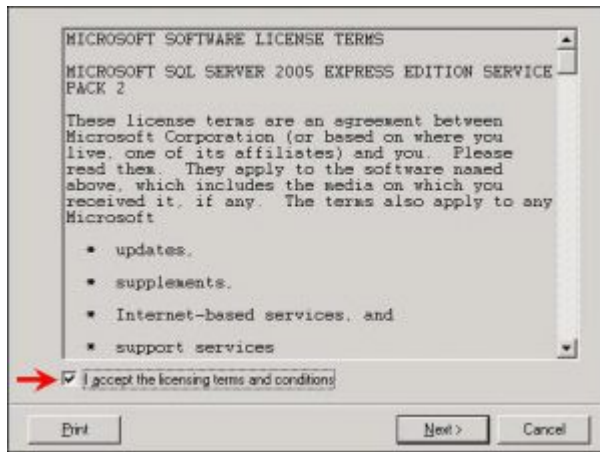 MICROSOFT SOFTWARE LICENSE TERMS
MICROSOFT SQL SERVER 2005 EXPRESS EDITION SERVICE
PACK 2
These license terms are an agreement between
Microsoft Corporation (or based on where you
live, one of its affiliates) and you.  Please
read them.  They apply to the software named
above, which includes the media on which you
received it, if any.  The terms also apply to any
Microsoft
• updates,
• supplements,
• Internet-based services, and
• support services
I accept the licensing terms and conditions
Print
Next >
Cancel